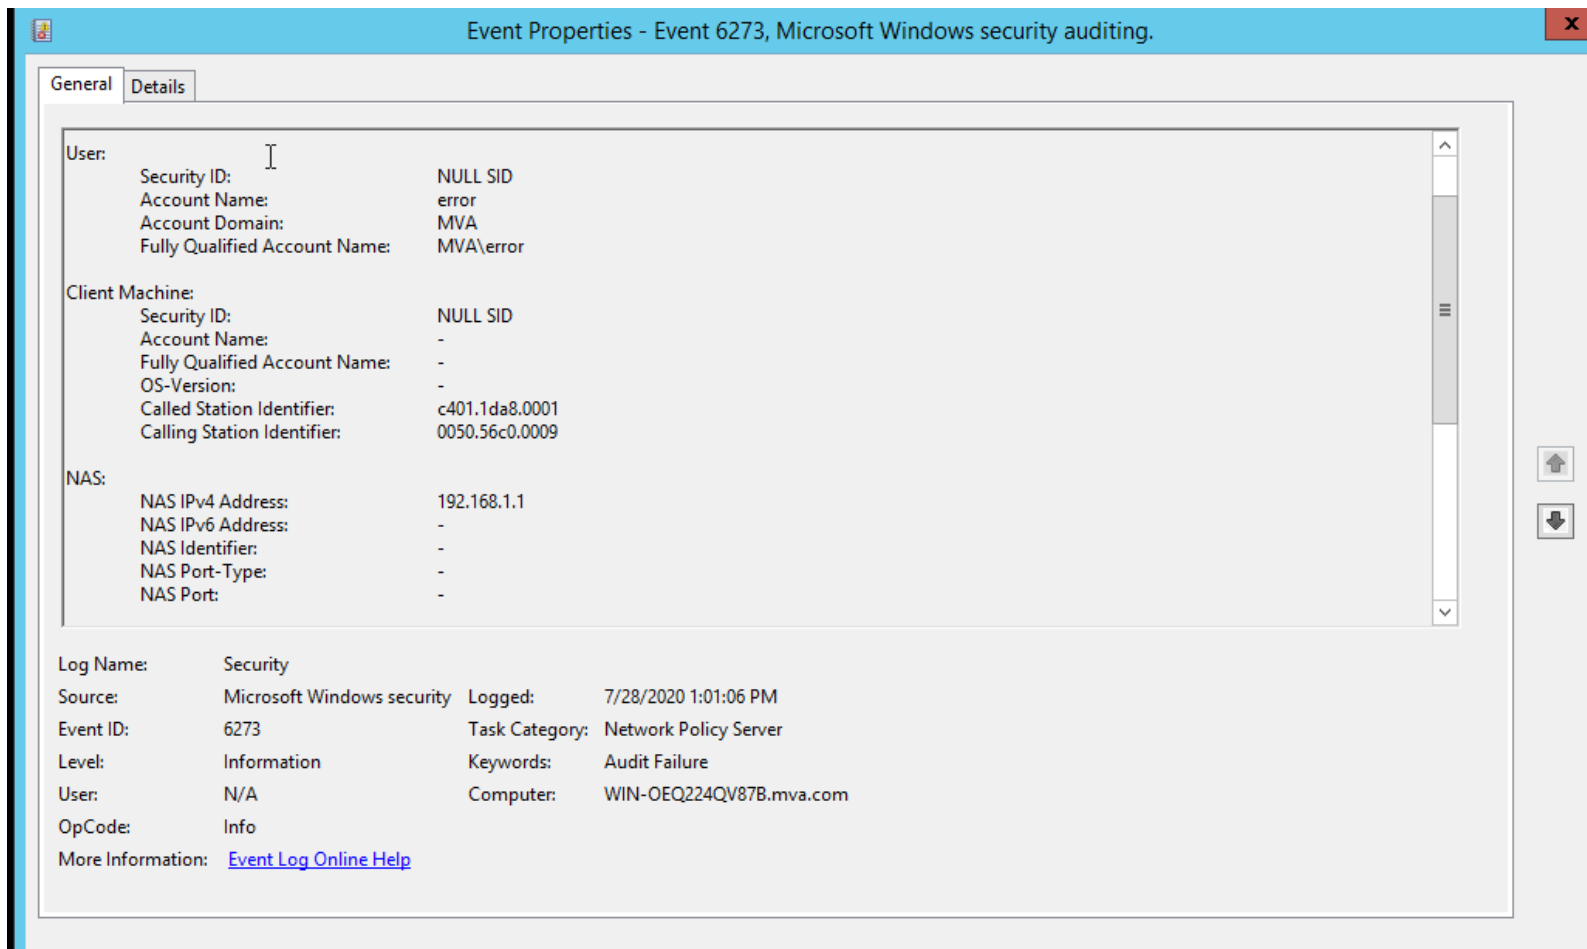 Event Properties - Event 6273, Microsoft Windows security auditing.
x
General Details
User:
Security ID: NULL SID
Account Name: error
Account Domain: MVA
Fully Qualified Account Name: MVA\error
Client Machine:
Security ID: NULL SID
Account Name: -
Fully Qualified Account Name: -
OS-Version: -
Called Station Identifier: c401.1da8.0001
Calling Station Identifier: 0050.56c0.0009
NAS:
NAS IPv4 Address: 192.168.1.1
NAS IPv6 Address: -
NAS Identifier: -
NAS Port-Type: -
NAS Port: -
Log Name: Security
Source: Microsoft Windows security Logged: 7/28/2020 1:01:06 PM
Event ID: 6273 Task Category: Network Policy Server
Level: Information Keywords: Audit Failure
User: N/A Computer: WIN-OEQ224QV87B.mva.com
OpCode: Info
More Information: Event Log Online Help